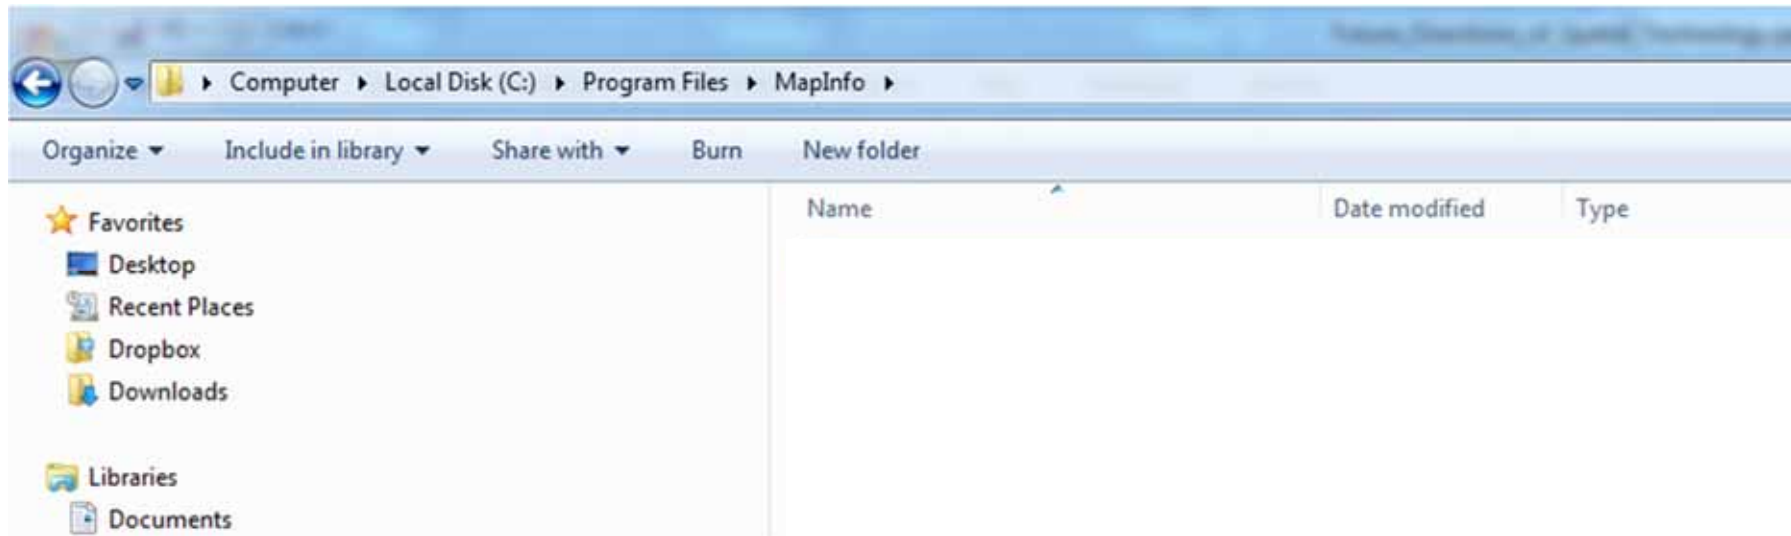 Computer Local Disk (C:) Program Files MapInfo
Organize Include in library Share with Burn New folder
Name Date modified Type
Favorites
Desktop
Recent Places
Dropbox
Downloads
Libraries
Documents